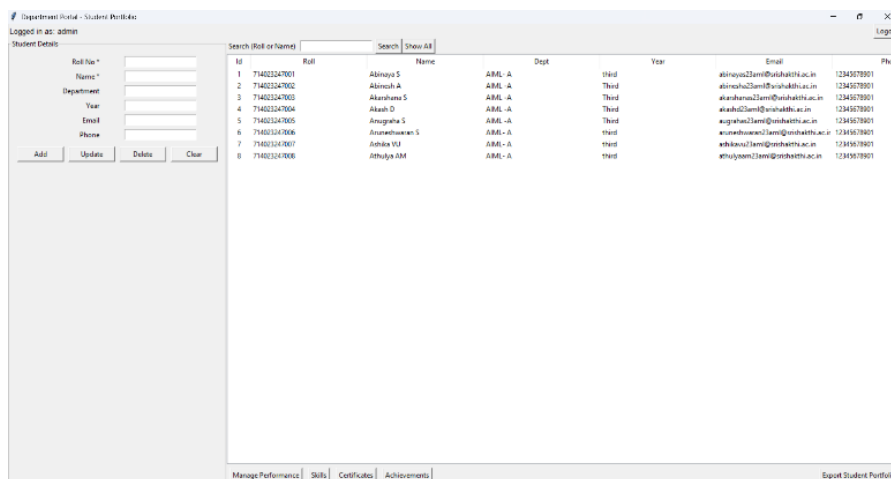 Department Portal - Student Portfolio
Logged in as: admin
Student Details
Roll No *
Name *
Department
Year
Email
Phone
Add Update Delete Clear
Search (Roll or Name) Search Show All
Id Roll Name Dept Year Email Ph
1 714023247001 Abinaya S AIML - A third abinayas23aml@srishakthi.ac.in 12345678901
2 714023247002 Abinesh A AIML - A third abinesha23aml@srishakthi.ac.in 12345678901
3 714023247003 Akarshana S AIML -A Third akarshanas23aml@srishakthi.ac.in 12345678901
4 714023247004 Akash D AIML -A Third akashd23aml@srishakthi.ac.in 12345678901
5 714023247005 Anugraha S AIML -A Third augrahas23aml@srishakthi.ac.in 12345678901
6 714023247006 Aruneshwaran S AIML - A third aruneshwaran23aml@srishakthi.ac.ir 12345678901
7 714023247007 Ashika VU AIML - A third ashikavu23aml@srishakthi.ac.in 12345678901
8 714023247008 Athulya AM AIML - A third athulyaam23aml@srishakthi.ac.in 12345678901
Manage Performance Skills Certificates Achievements Export Student Portfoli